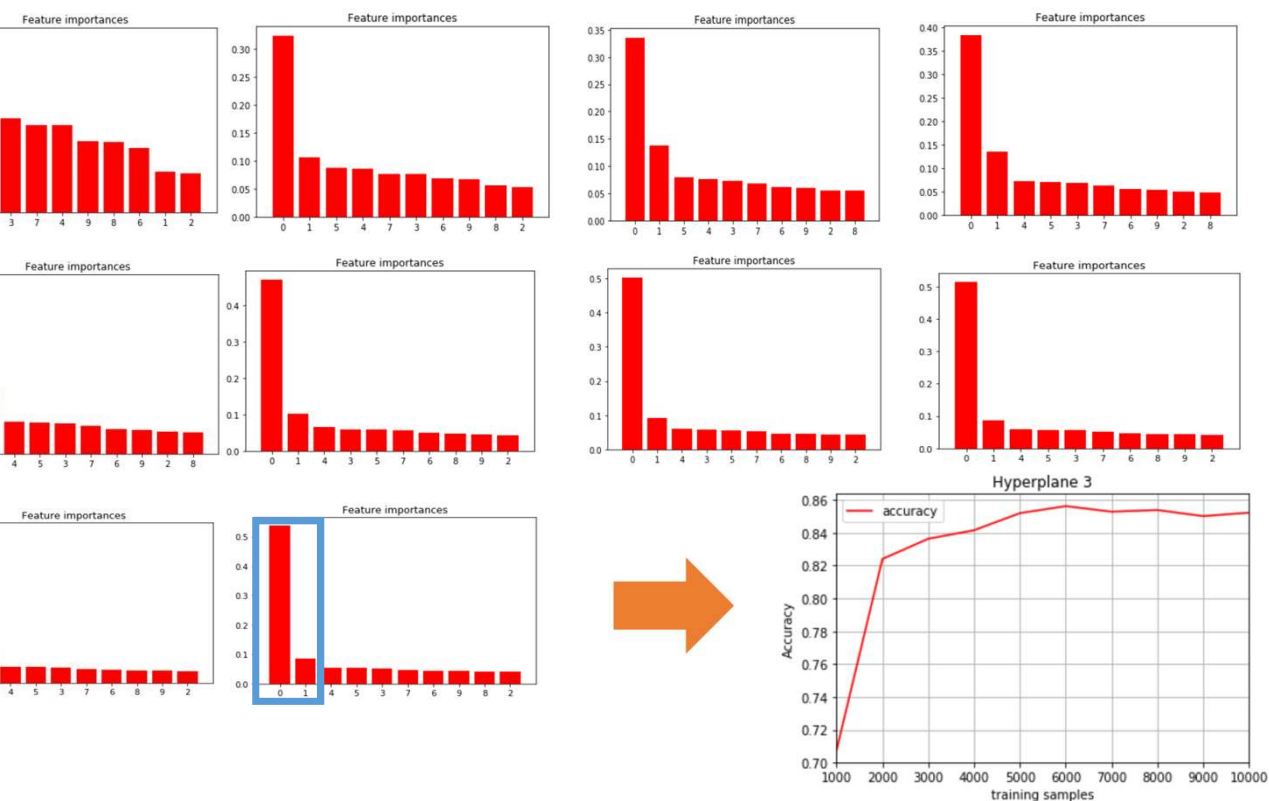 Feature importances
3 7 4 9 8 6 1 2
Feature importances
0.30
0.25
0.20
0.15
0.10
0.05
0.00
0 1 5 4 7 3 6 9 8 2
Feature importances
0.35
0.30
0.25
0.20
0.15
0.10
0.05
0.00
0 1 5 4 3 7 6 9 2 8
Feature importances
0.40
0.35
0.30
0.25
0.20
0.15
0.10
0.05
0.00
0 1 4 5 3 7 6 9 2 8
Feature importances
4 5 3 7 6 9 2 8
Feature importances
0.4
0.3
0.2
0.1
0.0
0 1 4 3 5 7 6 8 9 2
Feature importances
0.5
0.4
0.3
0.2
0.1
0.0
0 1 4 3 5 7 6 8 9 2
Feature importances
0.5
0.4
0.3
0.2
0.1
0.0
0 1 4 5 3 7 6 8 9 2
Feature importances
4 5 3 7 6 8 9 2
Feature importances
0.5
0.4
0.3
0.2
0.1
0.0
0 1 4 5 3 7 6 9 8 2
Hyperplane 3
accuracy
0.86
0.84
0.82
0.80
0.78
0.76
0.74
0.72
0.70
Accuracy
1000 2000 3000 4000 5000 6000 7000 8000 9000 10000
training samples